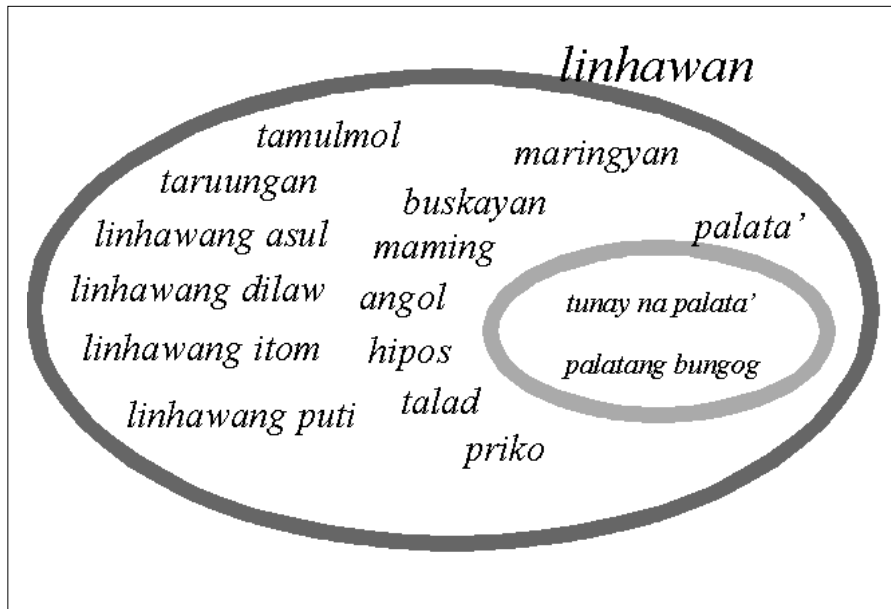 linhawan
tamulmol
maringyan
taruungan
buskayan
palata’
linhawang asul
maming
linhawang dilaw
angol
tunay na palata’
linhawang itom
hipos
palatang bungog
linhawang puti
talad
priko